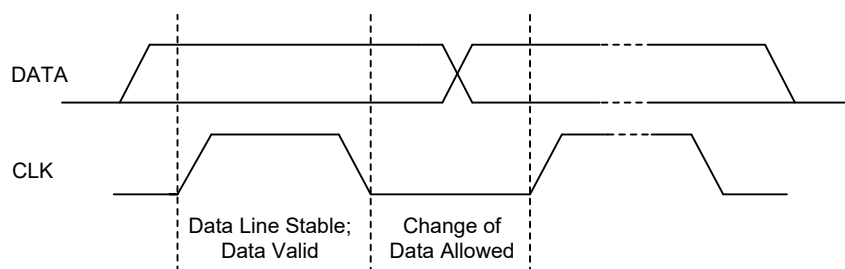 DATA
CLK
Data Line Stable;
Data Valid
Change of
Data Allowed